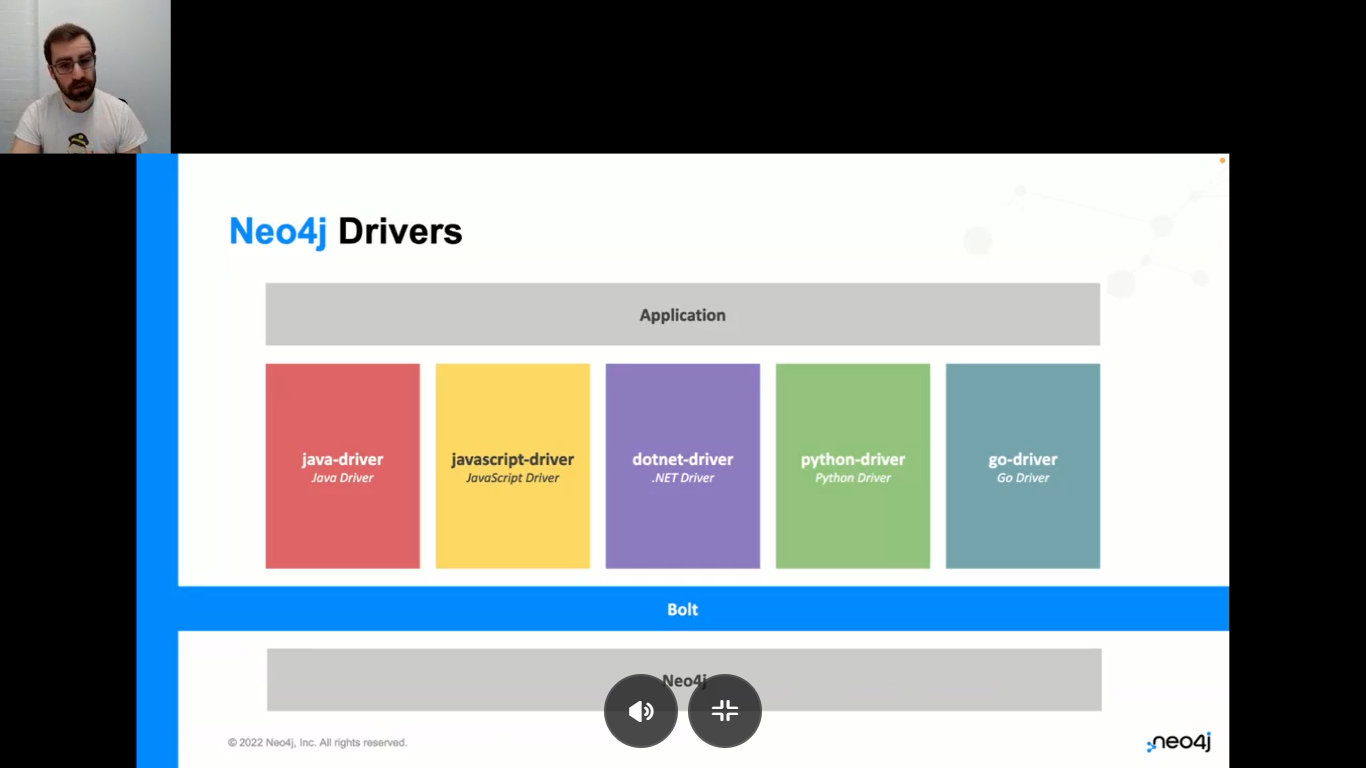 Neo4j Drivers
Application
java-driver
Java Driver
javascript-driver
JavaScript Driver
dotnet-driver
.NET Driver
python-driver
Python Driver
go-driver
Go Driver
Bolt
Neo4j
© 2022 Neo4j, Inc. All rights reserved.
neo4j